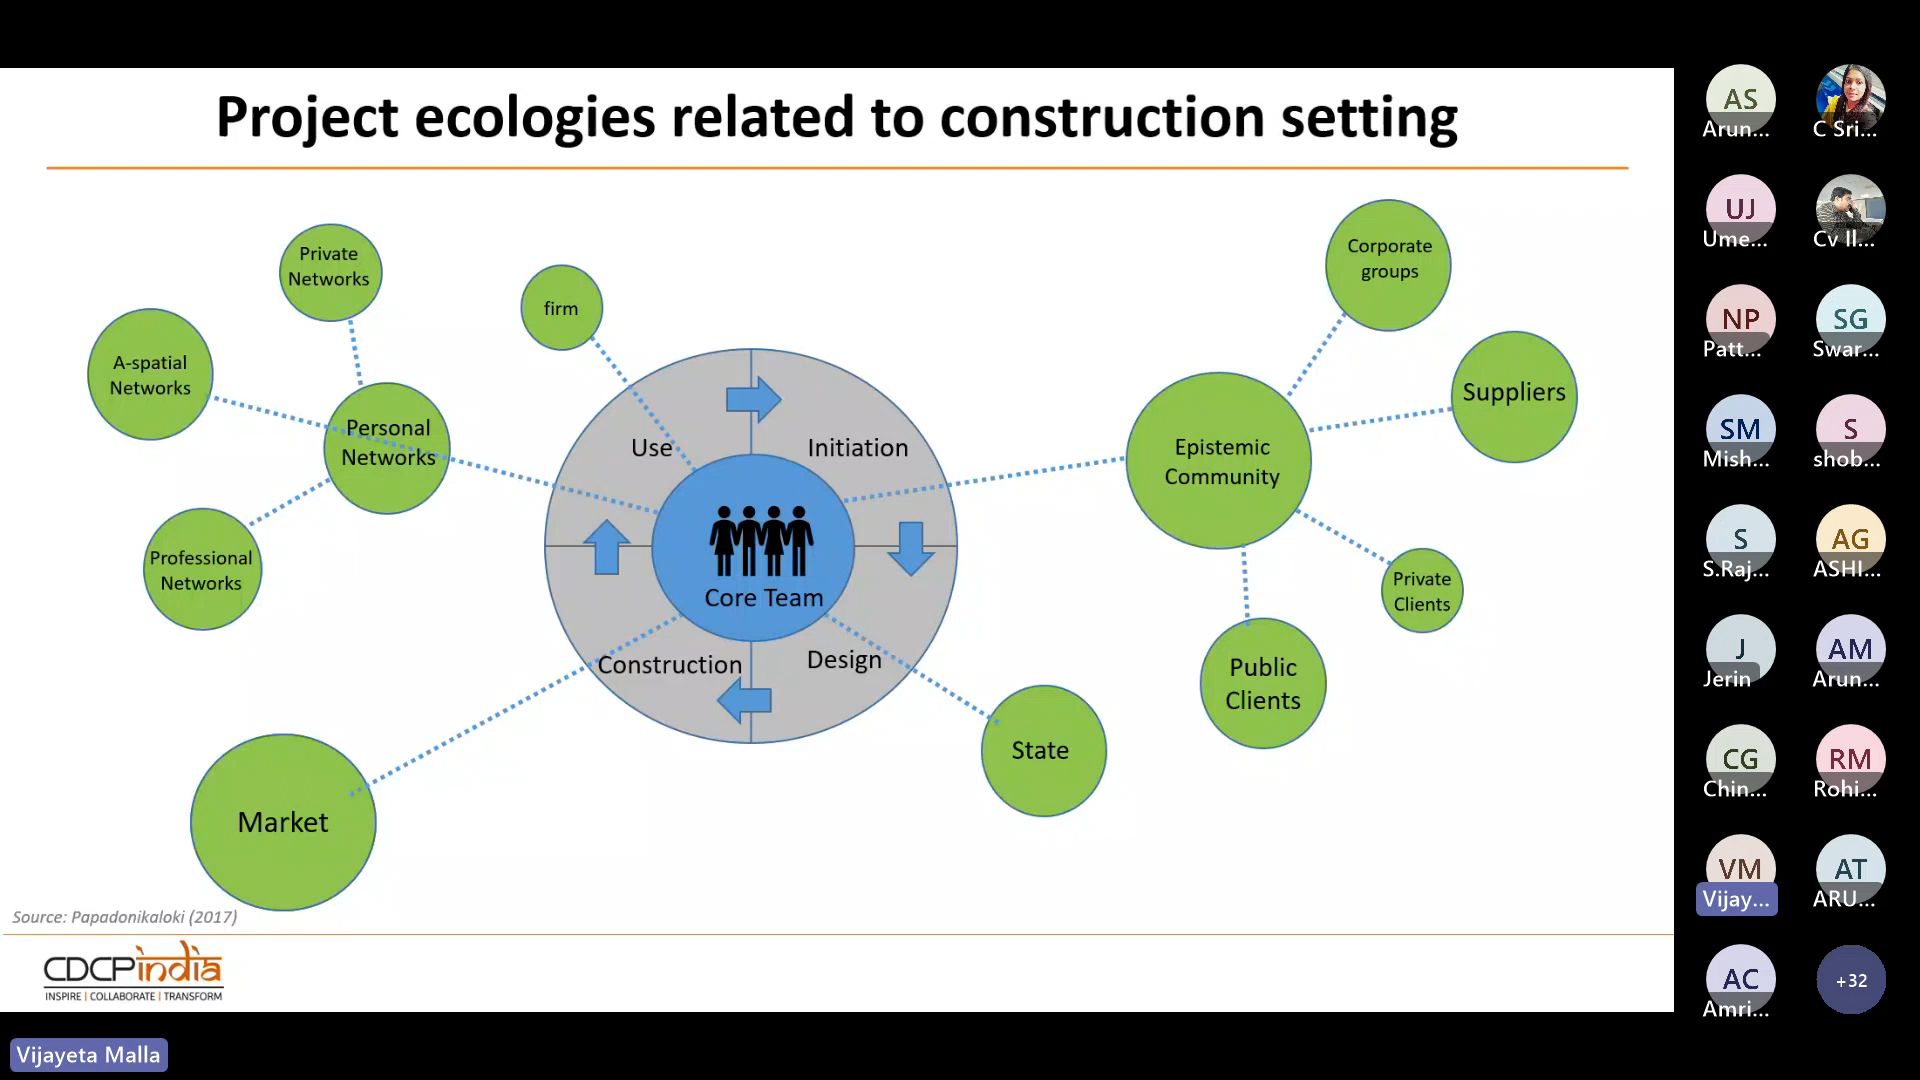 Project ecologies related to construction setting
Private
Networks
firm
Corporate
groups
A-spatial
Networks
Personal
Networks
Suppliers
Use
Initiation
Epistemic
Community
Professional
Networks
Core Team
Private
Clients
Construction
Design
Public
Clients
State
Market
Source: Papadonikaloki (2017)
CDCPindia
INSPIRE | COLLABORATE | TRANSFORM
Vijayeta Malla
AS
Arun...
C Sri...
UJ
Ume...
Cv Il...
NP
Patt...
SG
Swar...
SM
Mish...
S
shob...
S
S.Raj...
AG
ASHI...
J
Jerin
AM
Arun...
CG
Chin...
RM
Rohi...
VM
Vijay...
AT
ARU...
AC
Amri...
+32